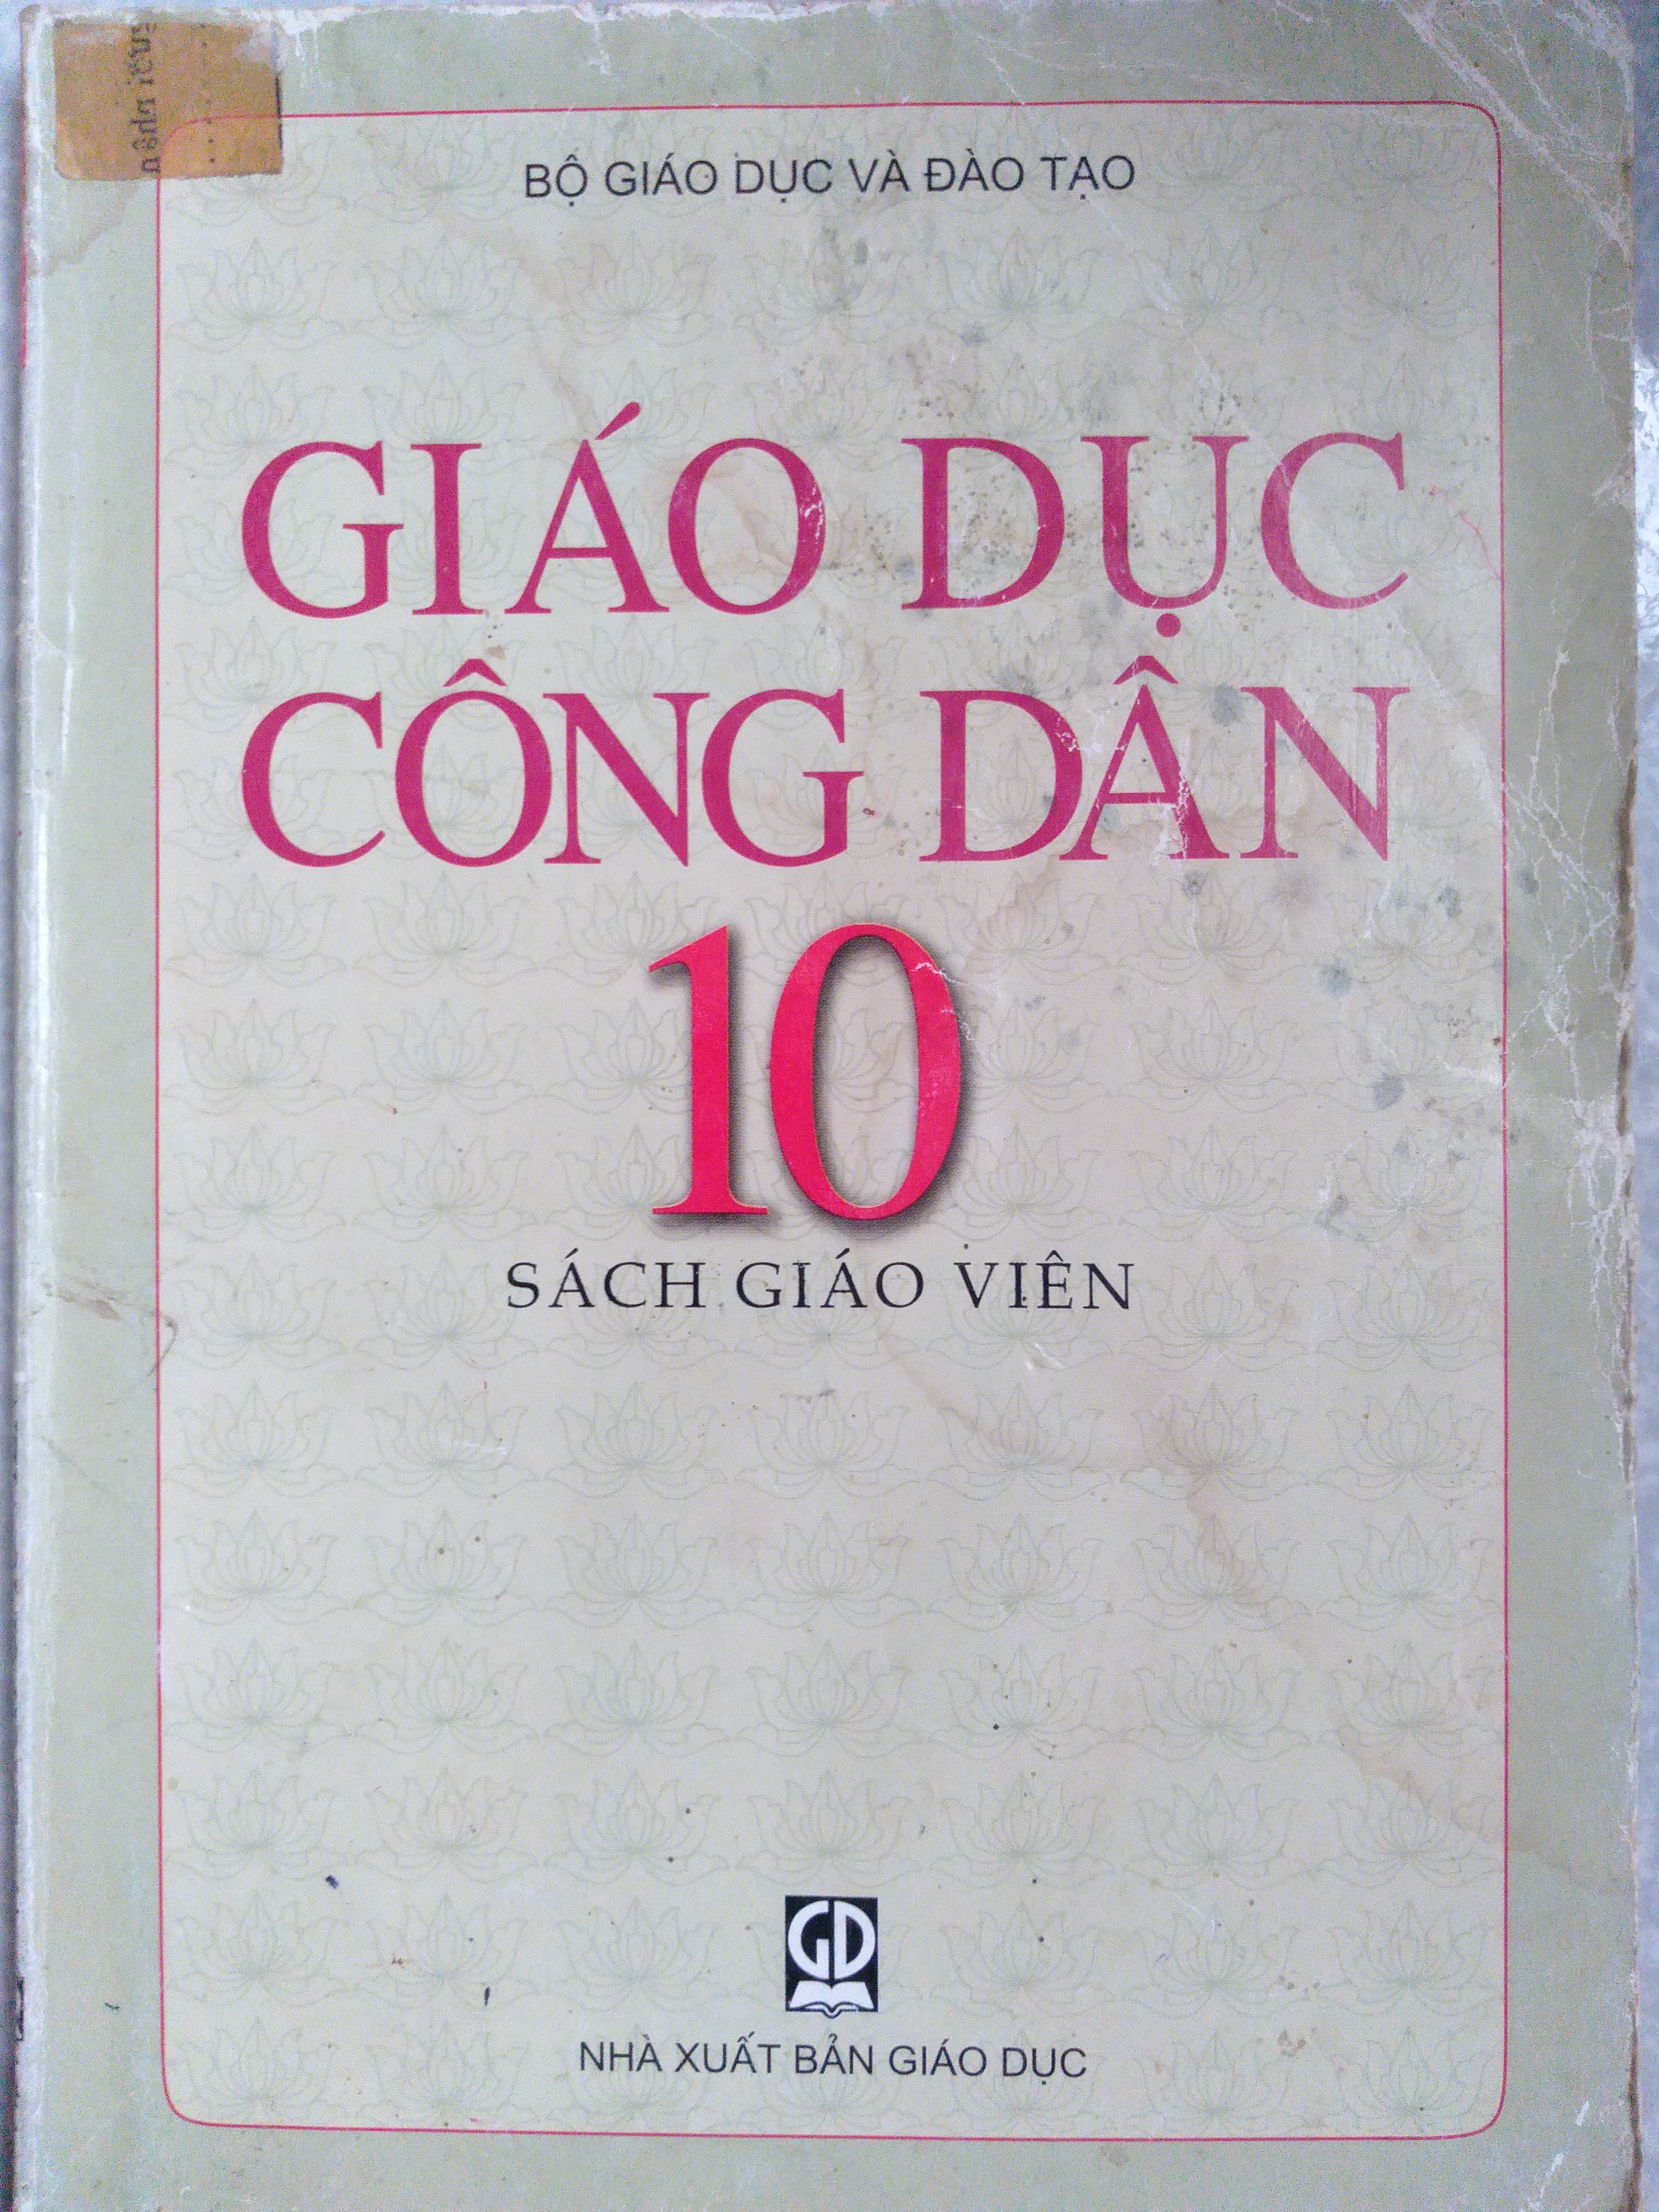 BỘ GIÁO DỤC VÀ ĐÀO TẠO
GIÁO DỤC
CÔNG DÂN
10
SÁCH GIÁO VIÊN
GD
NHÀ XUẤT BẢN GIÁO DỤC